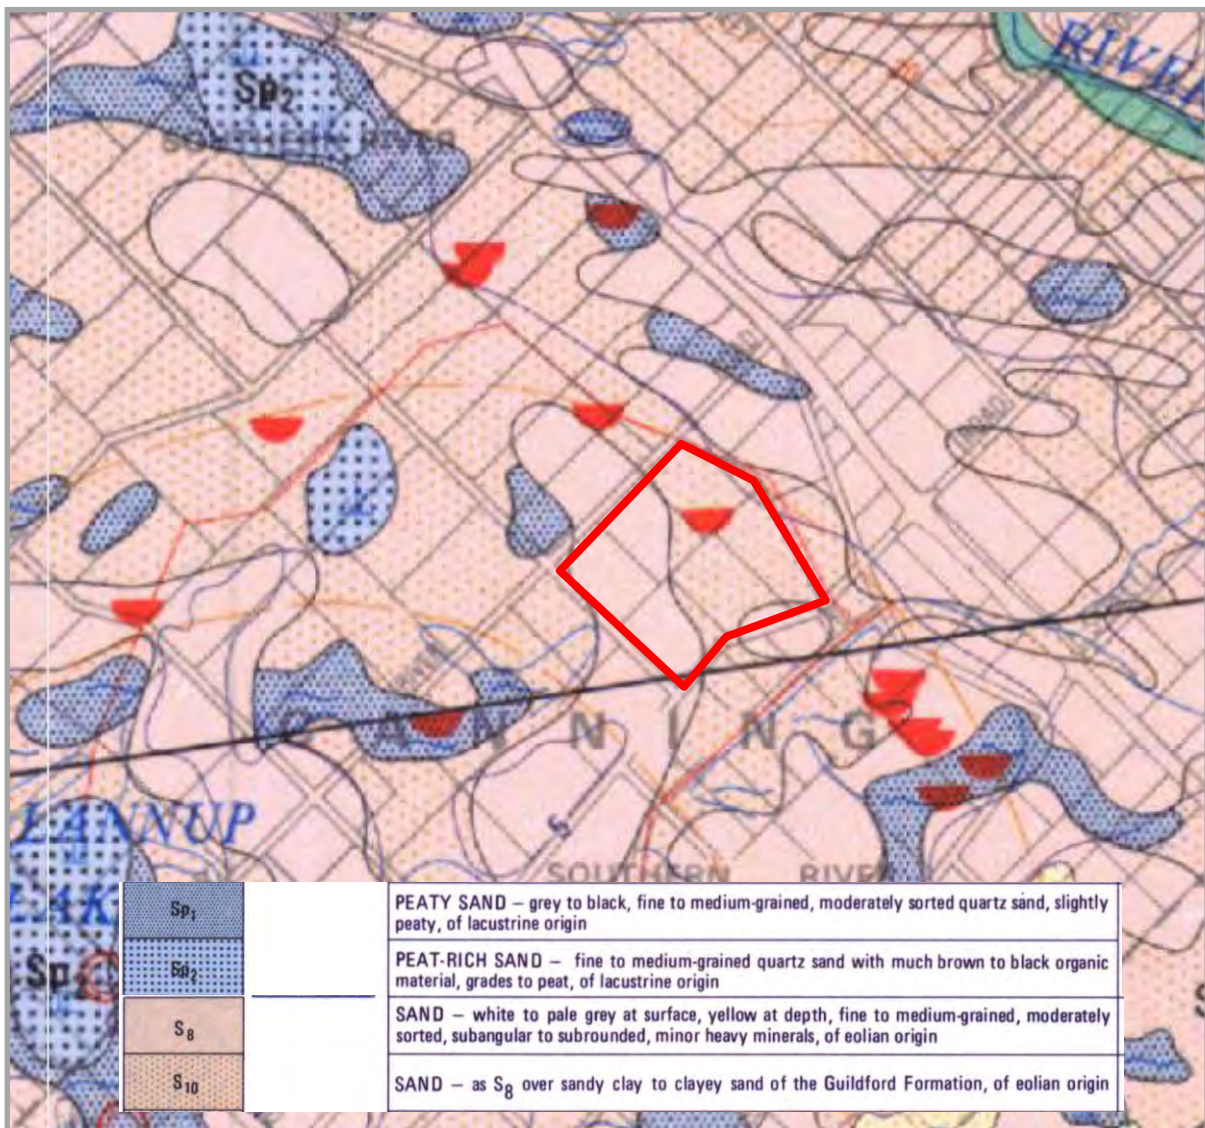 RIVER
Sp2
SOUTHERN RIVER
CANNING
LANNUP
LAK
SOUTHERN RIVER
Sp
S
Sp1
PEATY SAND – grey to black, fine to medium-grained, moderately sorted quartz sand, slightly
peaty, of lacustrine origin
Sp2
PEAT-RICH SAND – fine to medium-grained quartz sand with much brown to black organic
material, grades to peat, of lacustrine origin
S8
SAND – white to pale grey at surface, yellow at depth, fine to medium-grained, moderately
sorted, subangular to subrounded, minor heavy minerals, of eolian origin
S10
SAND – as S8 over sandy clay to clayey sand of the Guildford Formation, of eolian origin